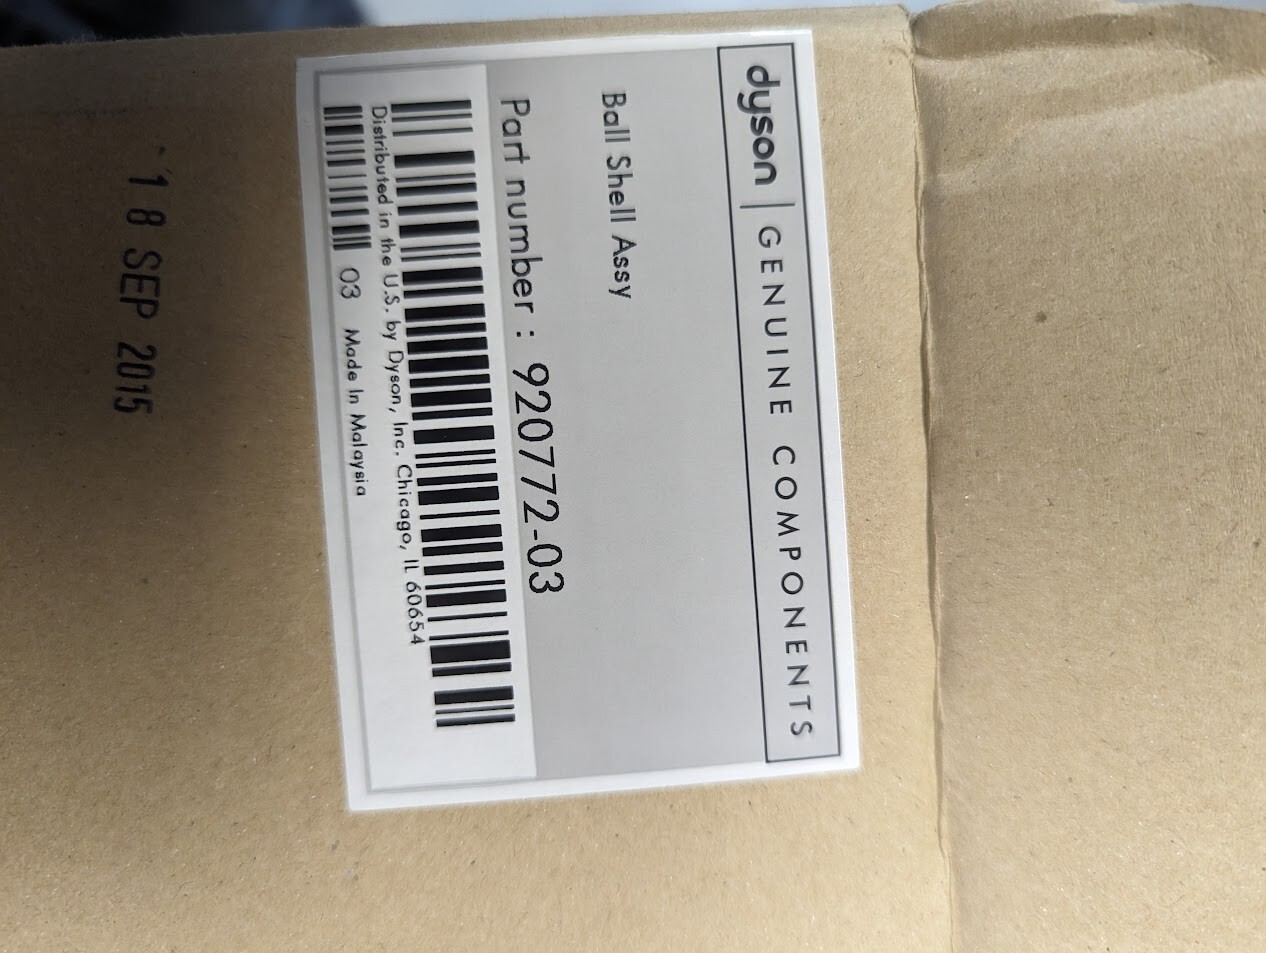 dyson | GENUINE COMPONENTS
Ball Shell Assy
Part number : 920772-03
Distributed in the U.S. by Dyson, Inc. Chicago, IL 60654
03 Made In Malaysia
18 SEP 2015